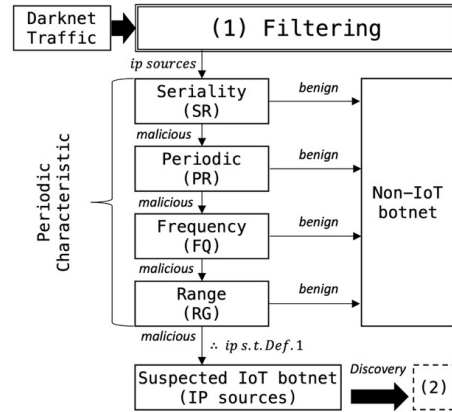 Darknet
Traffic
(1) Filtering
ip sources
Seriality
(SR)
benign
malicious
Periodic
(PR)
benign
malicious
Frequency
(FQ)
benign
malicious
Range
(RG)
benign
malicious
Periodic
Characteristic
Non-IoT
botnet
∴ ip s.t.Def.1
Suspected IoT botnet
(IP sources)
Discovery
(2)